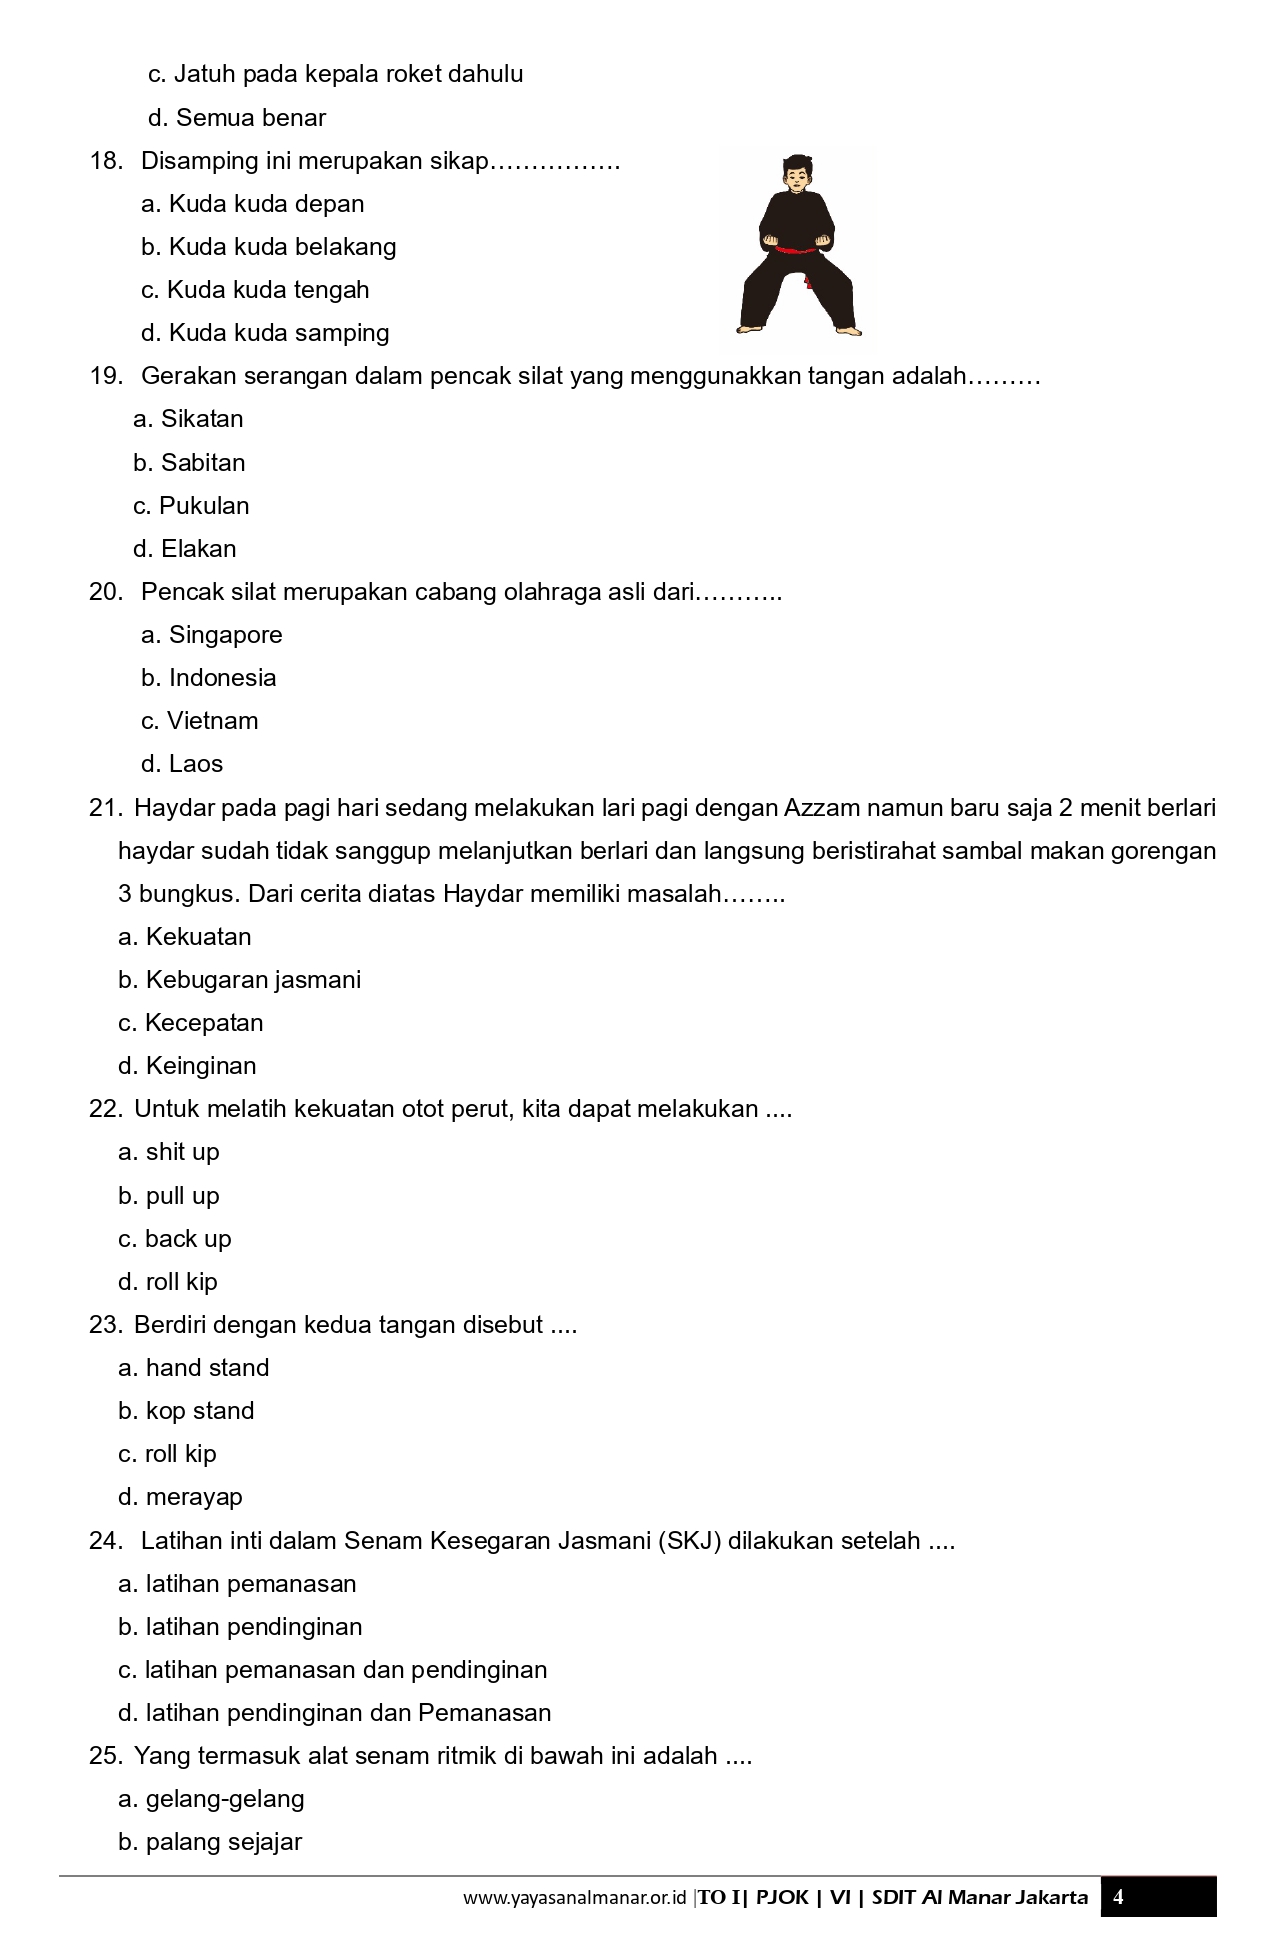 c. Jatuh pada kepala roket dahulu
d. Semua benar
18. Disamping ini merupakan sikap…………….
a. Kuda kuda depan
b. Kuda kuda belakang
c. Kuda kuda tengah
d. Kuda kuda samping
19. Gerakan serangan dalam pencak silat yang menggunakkan tangan adalah………
a. Sikatan
b. Sabitan
c. Pukulan
d. Elakan
20. Pencak silat merupakan cabang olahraga asli dari………..
a. Singapore
b. Indonesia
c. Vietnam
d. Laos
21. Haydar pada pagi hari sedang melakukan lari pagi dengan Azzam namun baru saja 2 menit berlari
haydar sudah tidak sanggup melanjutkan berlari dan langsung beristirahat sambal makan gorengan
3 bungkus. Dari cerita diatas Haydar memiliki masalah……..
a. Kekuatan
b. Kebugaran jasmani
c. Kecepatan
d. Keinginan
22. Untuk melatih kekuatan otot perut, kita dapat melakukan ....
a. shit up
b. pull up
c. back up
d. roll kip
23. Berdiri dengan kedua tangan disebut ....
a. hand stand
b. kop stand
c. roll kip
d. merayap
24. Latihan inti dalam Senam Kesegaran Jasmani (SKJ) dilakukan setelah ....
a. latihan pemanasan
b. latihan pendinginan
c. latihan pemanasan dan pendinginan
d. latihan pendinginan dan Pemanasan
25. Yang termasuk alat senam ritmik di bawah ini adalah ....
a. gelang-gelang
b. palang sejajar
www.yayasanalmanar.or.id |TO I| PJOK | VI | SDIT Al Manar Jakarta 4